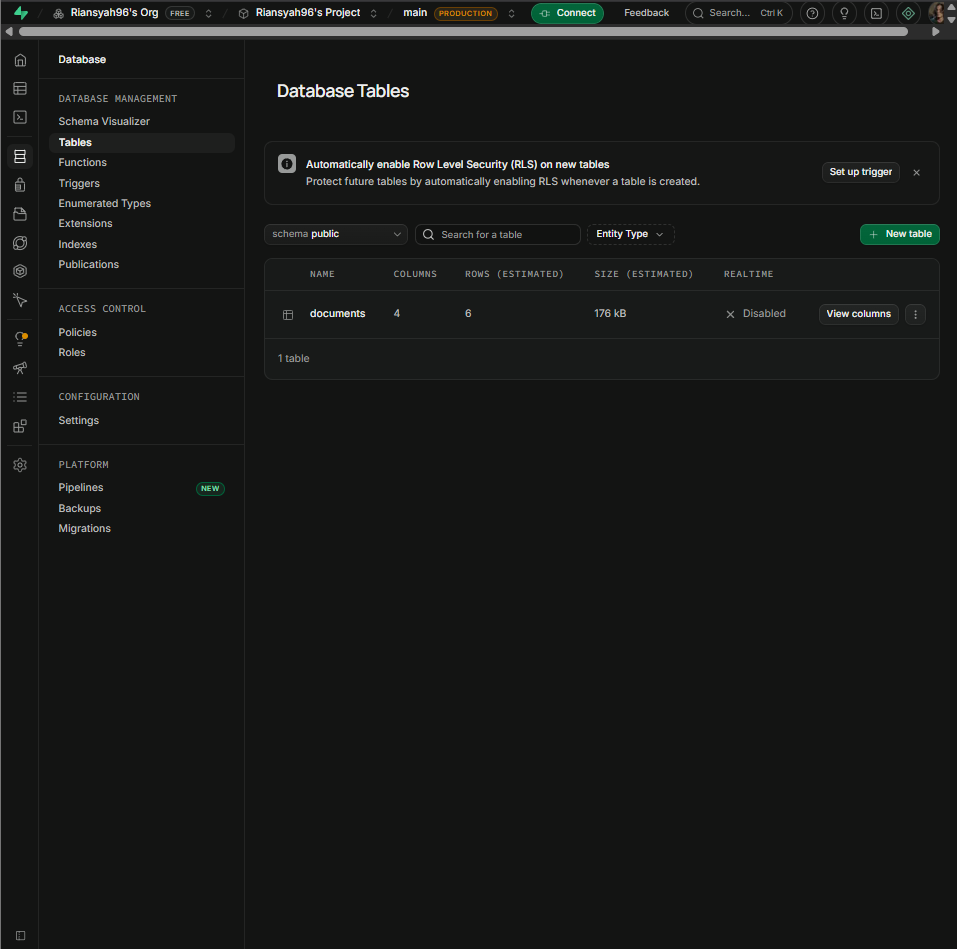 Riansyah96's Org FREE Riansyah96's Project main PRODUCTION Connect Feedback Search... Ctrl K
Database
DATABASE MANAGEMENT
Schema Visualizer
Tables
Functions
Triggers
Enumerated Types
Extensions
Indexes
Publications
ACCESS CONTROL
Policies
Roles
CONFIGURATION
Settings
PLATFORM
Pipelines NEW
Backups
Migrations
Database Tables
Automatically enable Row Level Security (RLS) on new tables
Protect future tables by automatically enabling RLS whenever a table is created.
Set up trigger
schema public Search for a table Entity Type New table
NAME COLUMNS ROWS (ESTIMATED) SIZE (ESTIMATED) REALTIME
documents 4 6 176 kB Disabled View columns
1 table